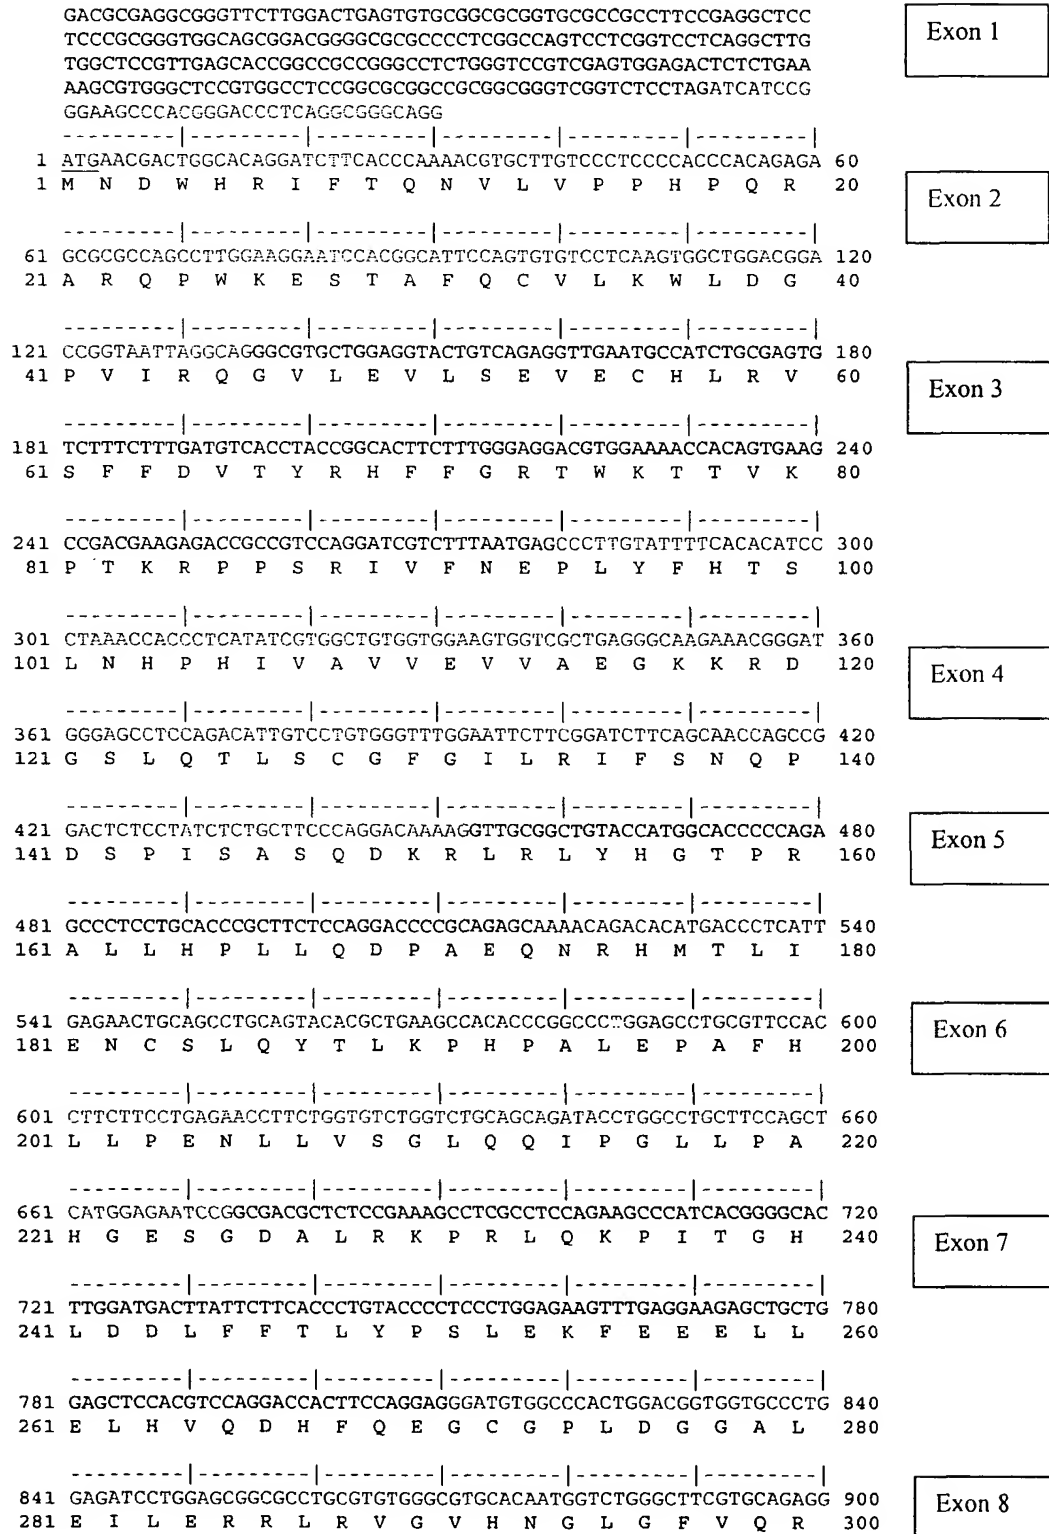 GACGCGAGGCGGGTTCTTGGACTGAGTGTGCGGCGCGGTGCGCCGCCTTCCGAGGCTCC
Exon 1
TCCCGCGGGTGGCAGCGGACGGGGCGCGCCCCTCGGCCAGTCCTCGGTCCTCAGGCTTG
TGGCTCCGTTGAGCACCGGCCGCCGGGCCTCTGGGTCCGTCGAGTGGAGACTCTCTGAA
AAGCGTGGGCTCCGTGGCCTCCGGCGCGGCCGCGGCGGGTCGGTCTCCTAGATCATCCG
GGAAGCCCACGGGACCCTCAGGCGGGCAGG
---------|---------|---------|---------|---------|---------|
1 ATGAACGACTGGCACAGGATCTTCACCCAAAACGTGCTTGTCCCTCCCCACCCACAGAGA 60
1 M N D W H R I F T Q N V L V P P H P Q R 20
Exon 2
---------|---------|---------|---------|---------|---------|
61 GCGCGCCAGCCTTGGAAGGAATCCACGGCATTCCAGTGTGTCCTCAAGTGGCTGGACGGA 120
21 A R Q P W K E S T A F Q C V L K W L D G 40
---------|---------|---------|---------|---------|---------|
121 CCGGTAATTAGGCAGGGCGTGCTGGAGGTACTGTCAGAGGTTGAATGCCATCTGCGAGTG 180
41 P V I R Q G V L E V L S E V E C H L R V 60
Exon 3
---------|---------|---------|---------|---------|---------|
181 TCTTTCTTTGATGTCACCTACCGGCACTTCTTTGGGAGGACGTGGAAAACCACAGTGAAG 240
61 S F F D V T Y R H F F G R T W K T T V K 80
---------|---------|---------|---------|---------|---------|
241 CCGACGAAGAGACCGCCGTCCAGGATCGTCTTTAATGAGCCCTTGTATTTTCACACATCC 300
81 P T K R P P S R I V F N E P L Y F H T S 100
---------|---------|---------|---------|---------|---------|
301 CTAAACCACCCTCATATCGTGGCTGTGGTGGAAGTGGTCGCTGAGGGCAAGAAACGGGAT 360
101 L N H P H I V A V V E V V A E G K K R D 120
Exon 4
---------|---------|---------|---------|---------|---------|
361 GGGAGCCTCCAGACATTGTCCTGTGGGTTTGGAATTCTTCGGATCTTCAGCAACCAGCCG 420
121 G S L Q T L S C G F G I L R I F S N Q P 140
---------|---------|---------|---------|---------|---------|
421 GACTCTCCTATCTCTGCTTCCCAGGACAAAAGGTTGCGGCTGTACCATGGCACCCCCAGA 480
141 D S P I S A S Q D K R L R L Y H G T P R 160
Exon 5
---------|---------|---------|---------|---------|---------|
481 GCCCTCCTGCACCCGCTTCTCCAGGACCCCGCAGAGCAAAACAGACACATGACCCTCATT 540
161 A L L H P L L Q D P A E Q N R H M T L I 180
---------|---------|---------|---------|---------|---------|
541 GAGAACTGCAGCCTGCAGTACACGCTGAAGCCACACCCGGCCCTGGAGCCTGCGTTCCAC 600
181 E N C S L Q Y T L K P H P A L E P A F H 200
Exon 6
---------|---------|---------|---------|---------|---------|
601 CTTCTTCCTGAGAACCTTCTGGTGTCTGGTCTGCAGCAGATACCTGGCCTGCTTCCAGCT 660
201 L L P E N L L V S G L Q Q I P G L L P A 220
---------|---------|---------|---------|---------|---------|
661 CATGGAGAATCCGGCGACGCTCTCCGAAAGCCTCGCCTCCAGAAGCCCATCACGGGGCAC 720
221 H G E S G D A L R K P R L Q K P I T G H 240
Exon 7
---------|---------|---------|---------|---------|---------|
721 TTGGATGACTTATTCTTCACCCTGTACCCCTCCCTGGAGAAGTTTGAGGAAGAGCTGCTG 780
241 L D D L F F T L Y P S L E K F E E E L L 260
---------|---------|---------|---------|---------|---------|
781 GAGCTCCACGTCCAGGACCACTTCCAGGAGGGATGTGGCCCACTGGACGGTGGTGCCCTG 840
261 E L H V Q D H F Q E G C G P L D G G A L 280
---------|---------|---------|---------|---------|---------|
841 GAGATCCTGGAGCGGCGCCTGCGTGTGGGCGTGCACAATGGTCTGGGCTTCGTGCAGAGG 900
281 E I L E R R L R V G V H N G L G F V Q R 300
Exon 8